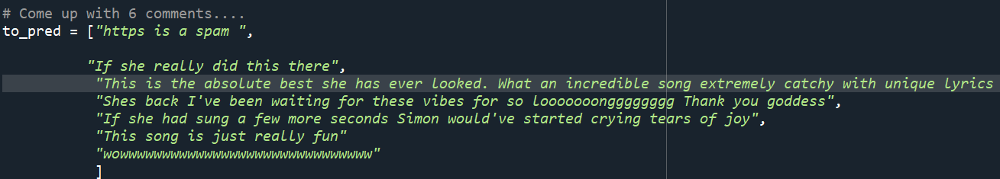 # Come up with 6 comments....
to_pred = ["https is a spam ",
"If she really did this there",
"This is the absolute best she has ever looked. What an incredible song extremely catchy with unique lyrics
"Shes back I've been waiting for these vibes for so looooooongggggggg Thank you goddess",
"If she had sung a few more seconds Simon would've started crying tears of joy",
"This song is just really fun"
"wowwwwwwwwwwwwwwwwwwwwwwwwwwwwwww"
]